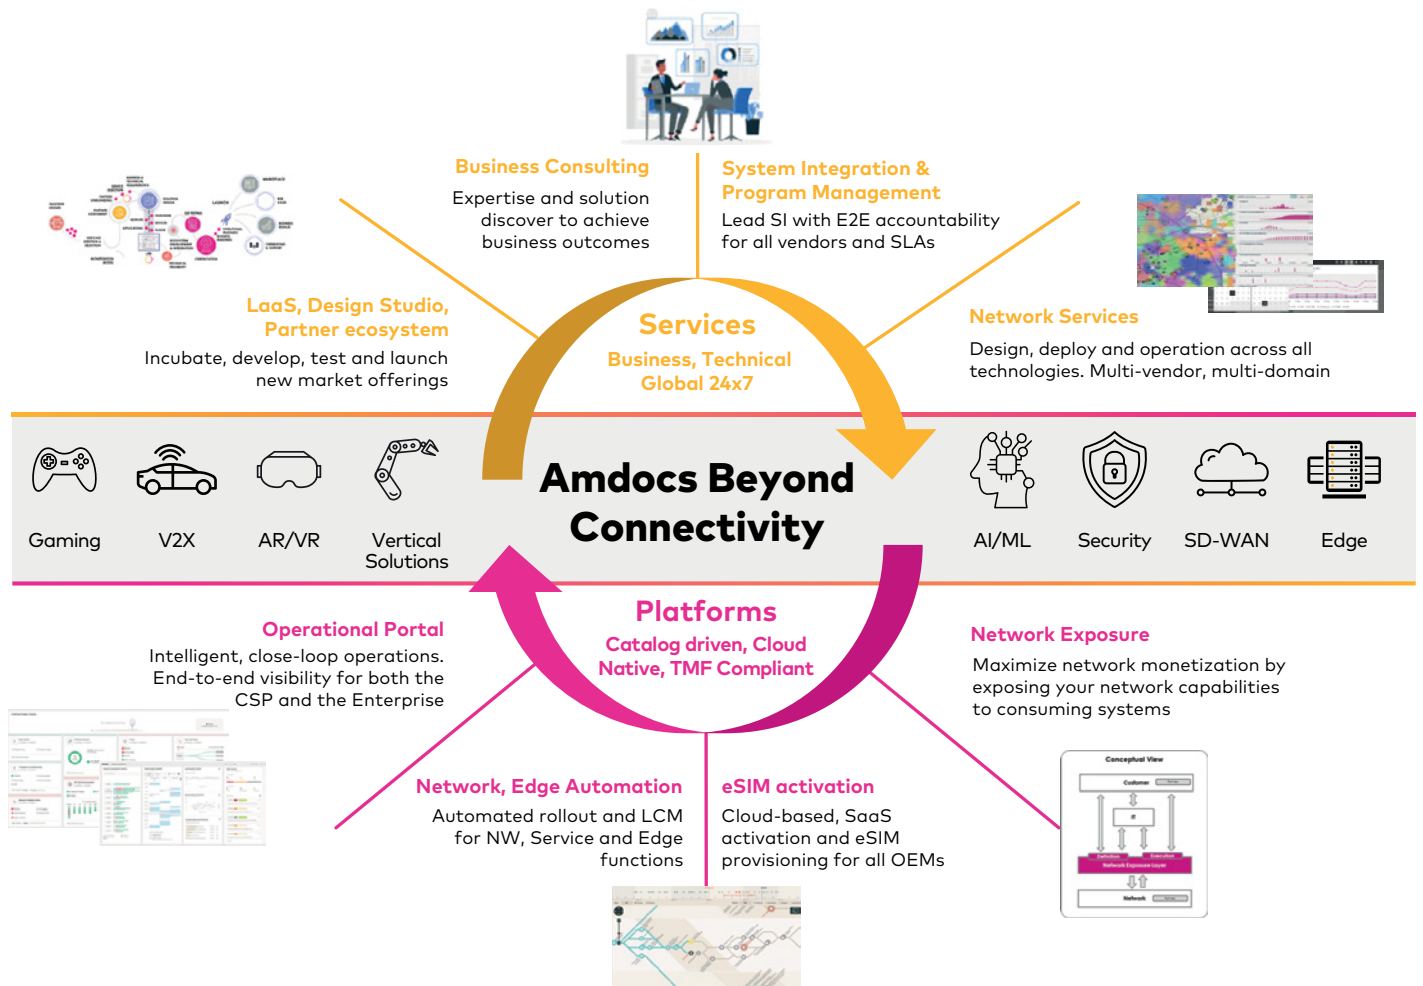 Business Consulting
Expertise and solution
discover to achieve
business outcomes
System Integration &
Program Management
Lead SI with E2E accountability
for all vendors and SLAs
LaaS, Design Studio,
Partner ecosystem
Incubate, develop, test and launch
new market offerings
Services
Business, Technical
Global 24x7
Network Services
Design, deploy and operation across all
technologies. Multi-vendor, multi-domain
Amdocs Beyond
Connectivity
Gaming
V2X
AR/VR
Vertical
Solutions
AI/ML
Security
SD-WAN
Edge
Platforms
Catalog driven, Cloud
Native, TMF Compliant
Operational Portal
Intelligent, close-loop operations.
End-to-end visibility for both the
CSP and the Enterprise
Network Exposure
Maximize network monetization by
exposing your network capabilities
to consuming systems
Network, Edge Automation
Automated rollout and LCM
for NW, Service and Edge
functions
eSIM activation
Cloud-based, SaaS
activation and eSIM
provisioning for all OEMs
Conceptual View
Customer
IT
Definition
Execution
Network Exposure Layer
Network